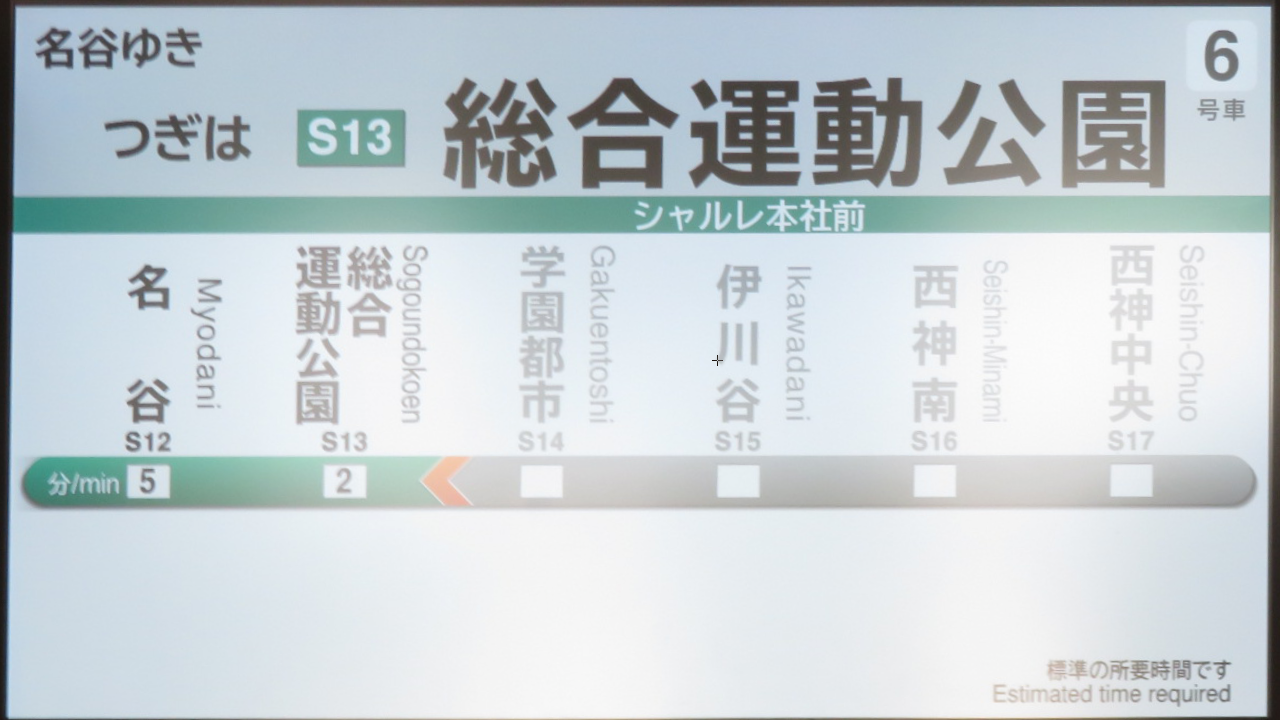 名谷ゆき
つぎは S13 総合運動公園
6
号車
シャルレ本社前
名谷 Myodani
総合運動公園 Sogoundokoen
学園都市 Gakuentoshi
伊川谷 Ikawadani
西神南 Seishin-Minami
西神中央 Seishin-Chuo
S12 S13 S14 S15 S16 S17
分/min 5 2
標準の所要時間です
Estimated time required